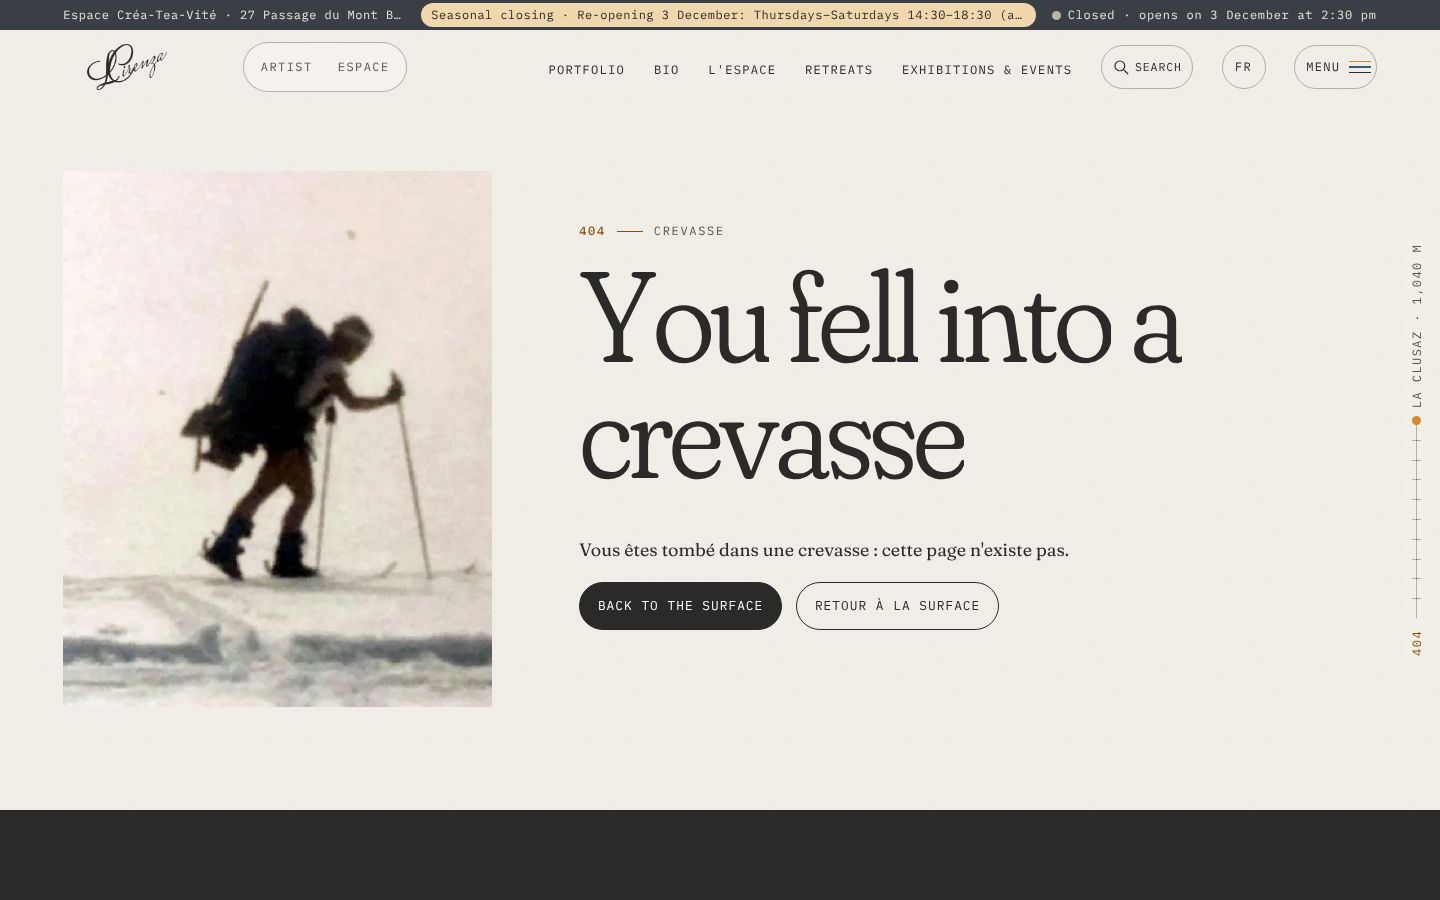 Espace Créa-Tea-Vité · 27 Passage du Mont B…
Seasonal closing · Re-opening 3 December: Thursdays–Saturdays 14:30–18:30 (a…
Closed · opens on 3 December at 2:30 pm
Lirenza
ARTIST ESPACE
PORTFOLIO BIO L'ESPACE RETREATS EXHIBITIONS & EVENTS SEARCH FR MENU
404 — CREVASSE
You fell into a
crevasse
Vous êtes tombé dans une crevasse : cette page n'existe pas.
BACK TO THE SURFACE
RETOUR À LA SURFACE
LA CLUSAZ · 1,040 M
404